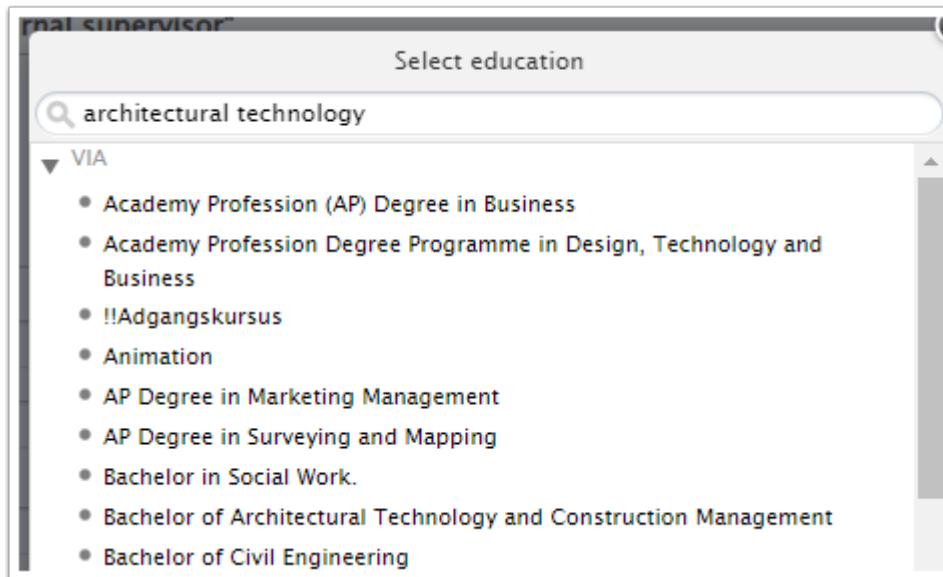 rnal supervisor"
Select education
architectural technology
VIA
Academy Profession (AP) Degree in Business
Academy Profession Degree Programme in Design, Technology and
Business
!!Adgangskursus
Animation
AP Degree in Marketing Management
AP Degree in Surveying and Mapping
Bachelor in Social Work.
Bachelor of Architectural Technology and Construction Management
Bachelor of Civil Engineering